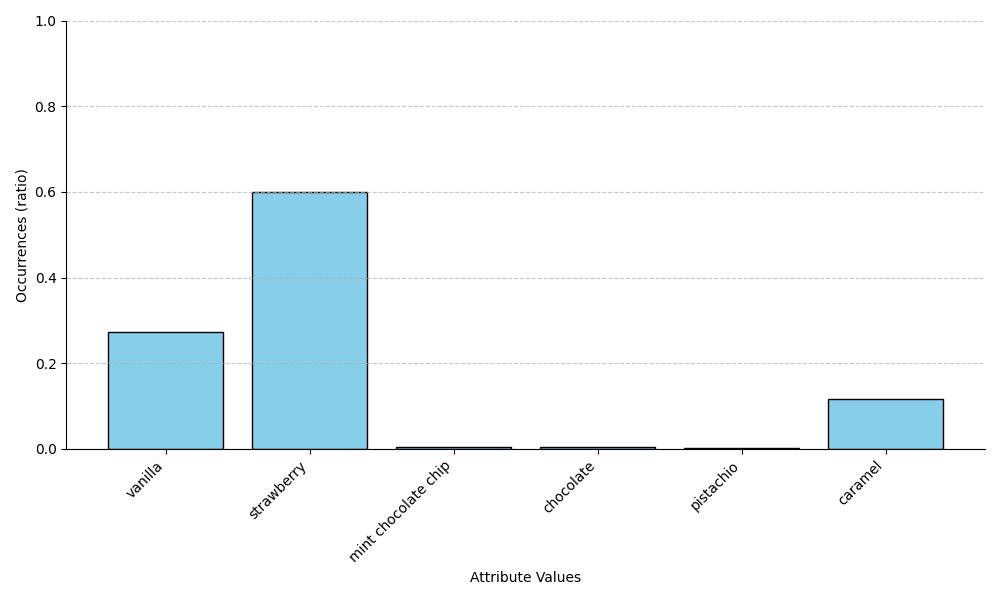 1.0
0.8
0.6
0.4
0.2
0.0
Occurrences (ratio)
vanilla
strawberry
mint chocolate chip
chocolate
pistachio
caramel
Attribute Values